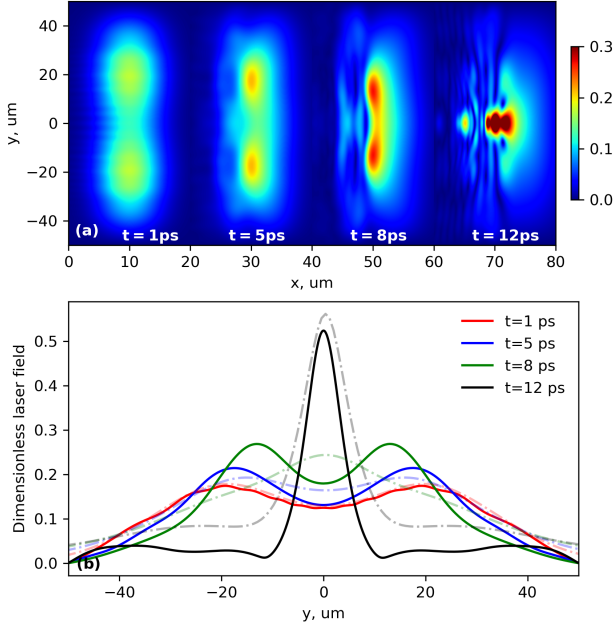 40
20
0
−20
−40
y, um
(a)
t = 1ps
t = 5ps
t = 8ps
t = 12ps
0 10 20 30 40 50 60 70 80
x, um
0.3
0.2
0.1
0.0
0.5
0.4
0.3
0.2
0.1
0.0
Dimensionless laser field
t=1 ps
t=5 ps
t=8 ps
t=12 ps
(b)
−40 −20 0 20 40
y, um